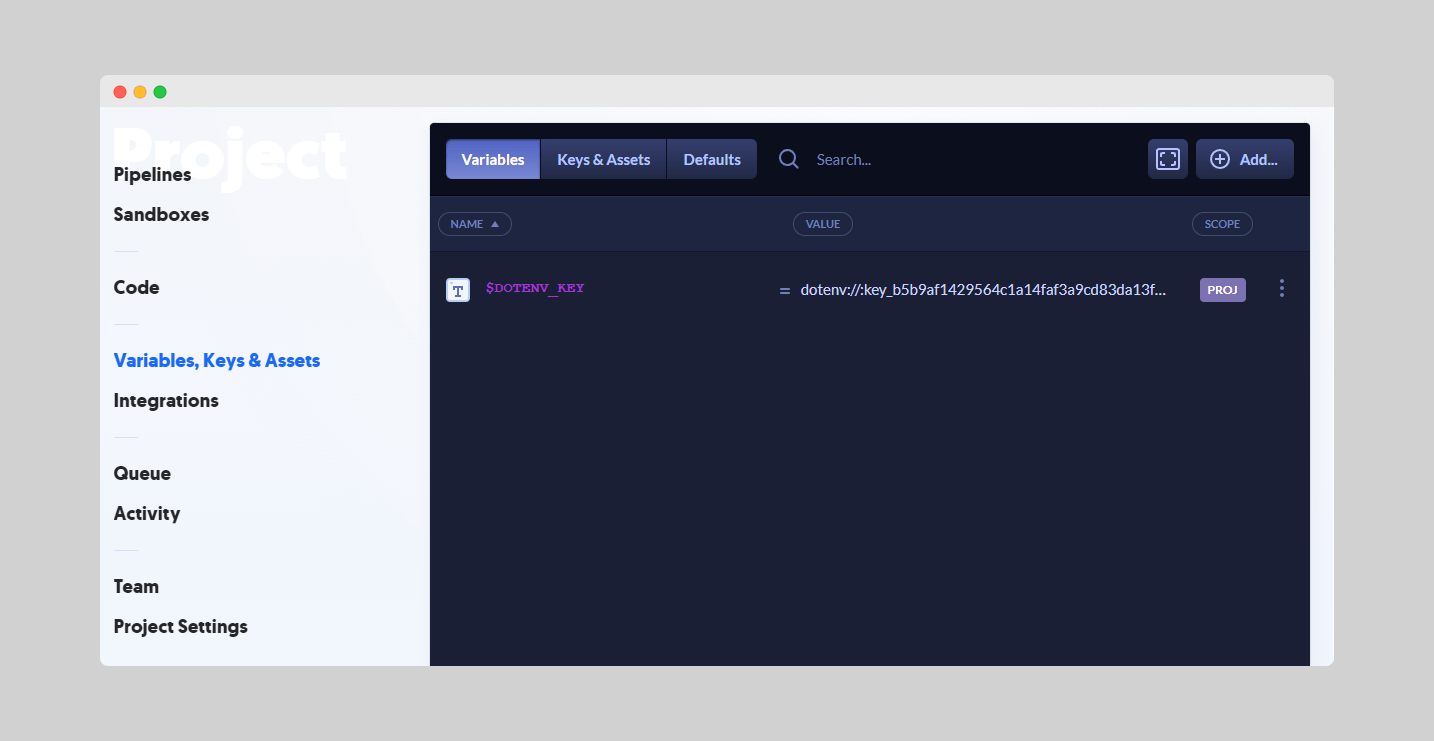 Project
Pipelines
Sandboxes
Code
Variables, Keys & Assets
Integrations
Queue
Activity
Team
Project Settings
Variables Keys & Assets Defaults Search... Add...
NAME VALUE SCOPE
T $DOTENV_KEY = dotenv://:key_b5b9af1429564c1a14faf3a9cd83da13f... PROJ